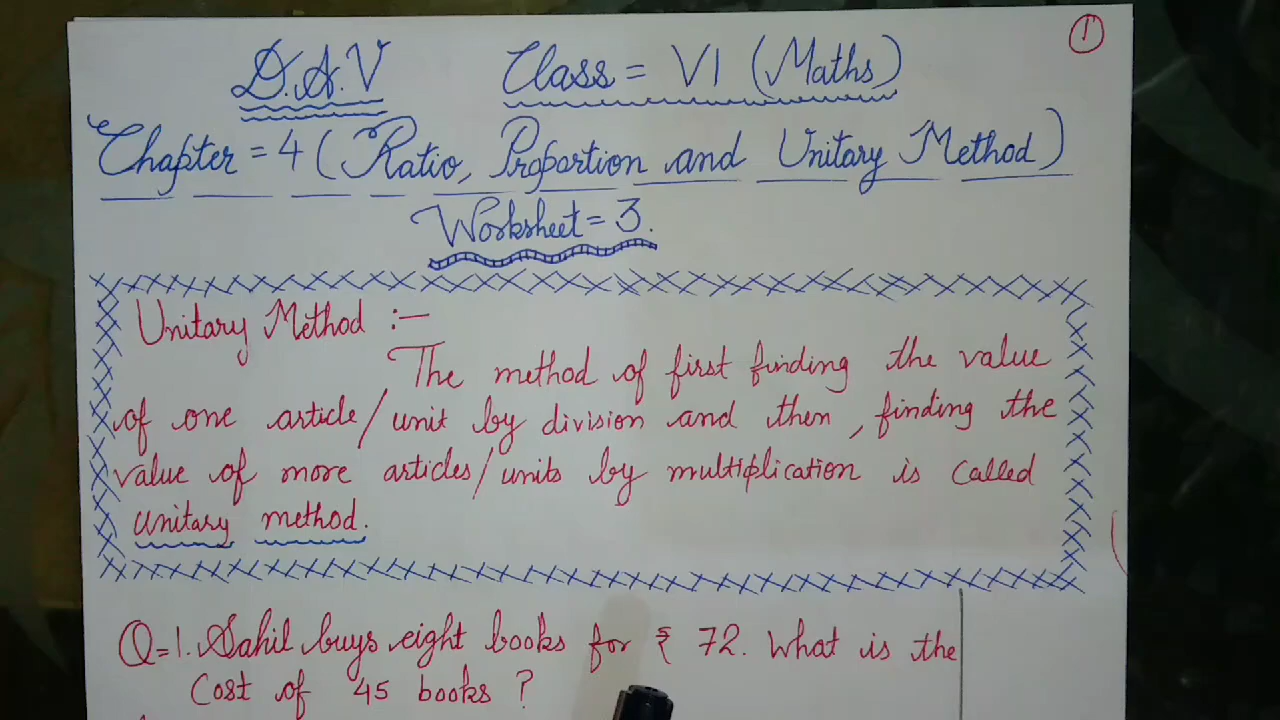 ①
D.A.V Class = VI (Maths)
Chapter = 4 (Ratio, Proportion and Unitary Method)
Worksheet = 3.
Unitary Method :-
The method of first finding the value
of one article/unit by division and then, finding the
value of more articles/units by multiplication is called
unitary method.
Q=1. Sahil buys eight books for ₹ 72. What is the
Cost of 45 books ?